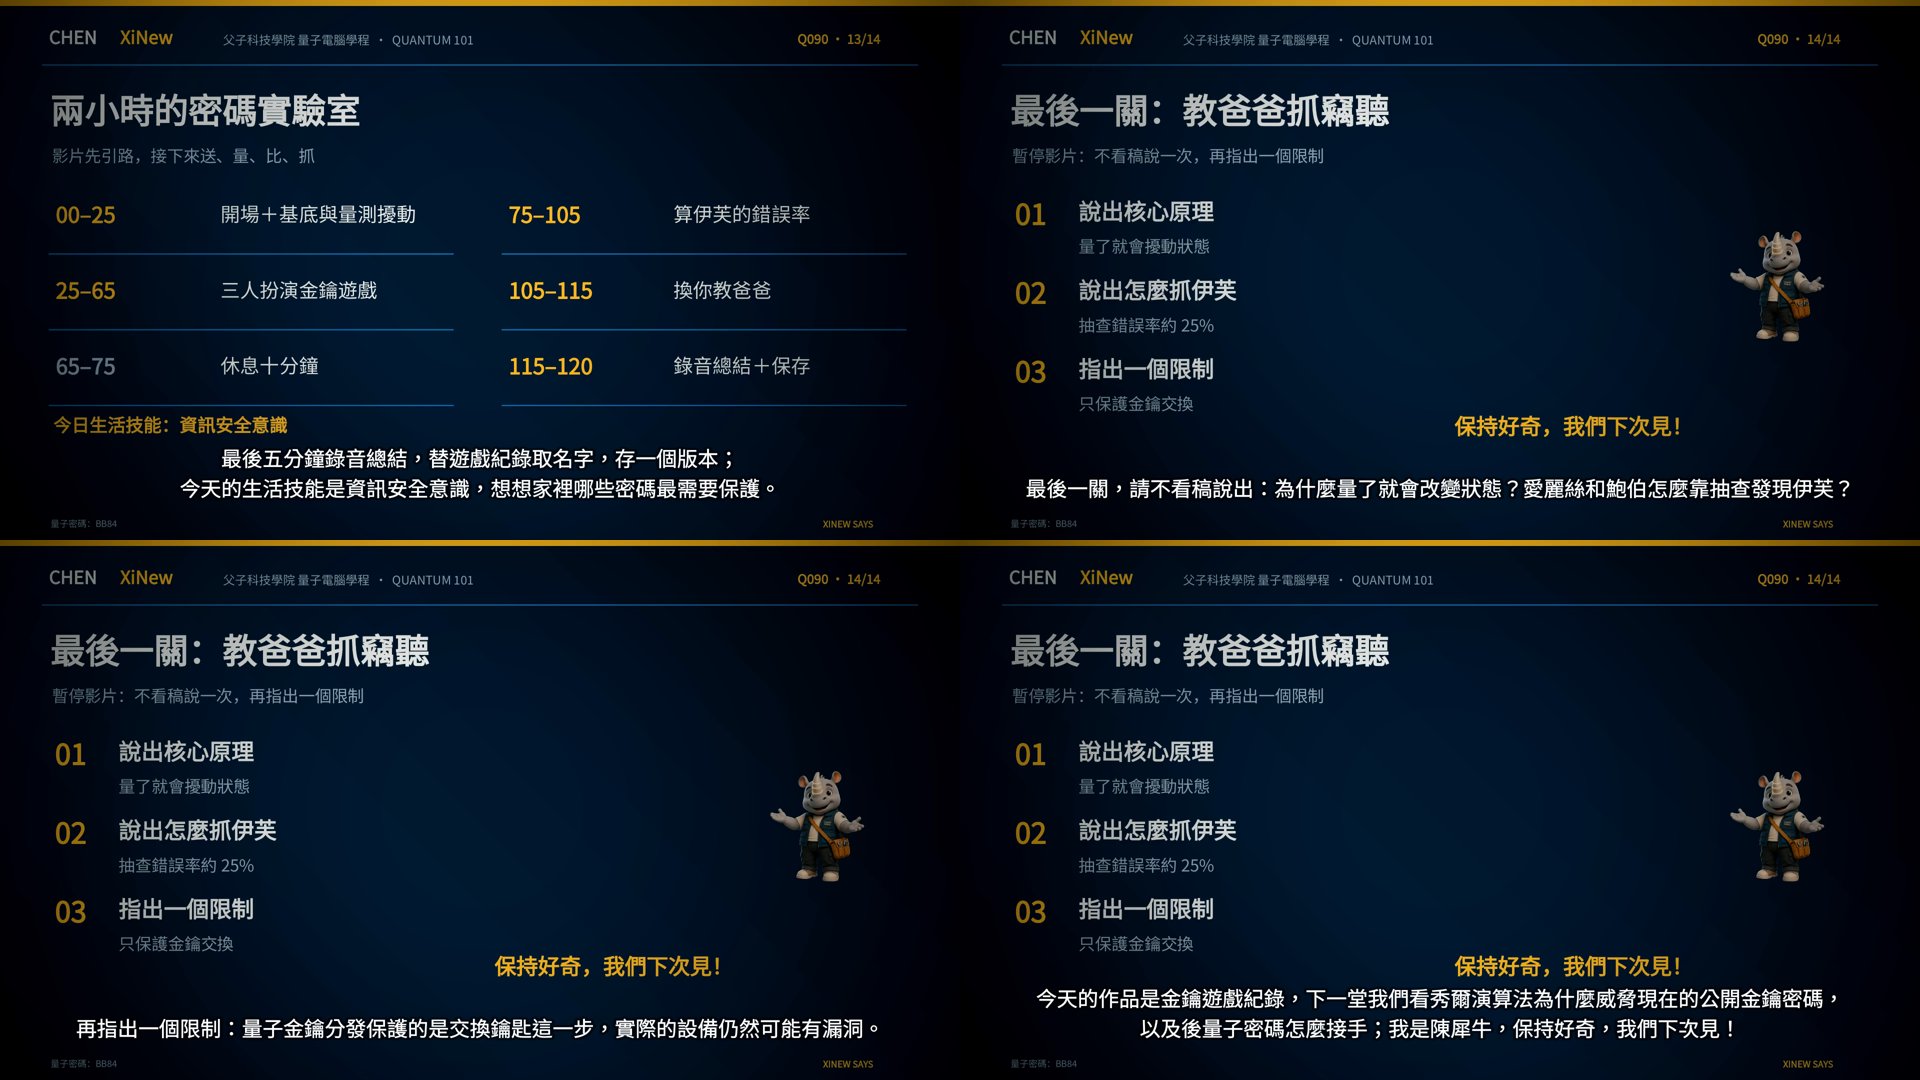 CHEN XiNew 父子科技學院 量子電腦學程 • QUANTUM 101 Q090 • 13/14
兩小時的密碼實驗室
影片先引路，接下來送、量、比、抓
00–25 開場＋基底與量測擾動 75–105 算伊芙的錯誤率
25–65 三人扮演金鑰遊戲 105–115 換你教爸爸
65–75 休息十分鐘 115–120 錄音總結＋保存
今日生活技能：資訊安全意識
最後五分鐘錄音總結，替遊戲紀錄取名字，存一個版本；
今天的生活技能是資訊安全意識，想想家裡哪些密碼最需要保護。
量子密碼：BB84 XINEW SAYS
CHEN XiNew 父子科技學院 量子電腦學程 • QUANTUM 101 Q090 • 14/14
最後一關：教爸爸抓竊聽
暫停影片：不看稿說一次，再指出一個限制
01 說出核心原理
量了就會擾動狀態
02 說出怎麼抓伊芙
抽查錯誤率約 25%
03 指出一個限制
只保護金鑰交換
保持好奇，我們下次見！
最後一關，請不看稿說出：為什麼量了就會改變狀態？愛麗絲和鮑伯怎麼靠抽查發現伊芙？
量子密碼：BB84 XINEW SAYS
CHEN XiNew 父子科技學院 量子電腦學程 • QUANTUM 101 Q090 • 14/14
最後一關：教爸爸抓竊聽
暫停影片：不看稿說一次，再指出一個限制
01 說出核心原理
量了就會擾動狀態
02 說出怎麼抓伊芙
抽查錯誤率約 25%
03 指出一個限制
只保護金鑰交換
保持好奇，我們下次見！
再指出一個限制：量子金鑰分發保護的是交換鑰匙這一步，實際的設備仍然可能有漏洞。
量子密碼：BB84 XINEW SAYS
CHEN XiNew 父子科技學院 量子電腦學程 • QUANTUM 101 Q090 • 14/14
最後一關：教爸爸抓竊聽
暫停影片：不看稿說一次，再指出一個限制
01 說出核心原理
量了就會擾動狀態
02 說出怎麼抓伊芙
抽查錯誤率約 25%
03 指出一個限制
只保護金鑰交換
保持好奇，我們下次見！
今天的作品是金鑰遊戲紀錄，下一堂我們看秀爾演算法為什麼威脅現在的公開金鑰密碼，
以及後量子密碼怎麼接手；我是陳犀牛，保持好奇，我們下次見！
量子密碼：BB84 XINEW SAYS